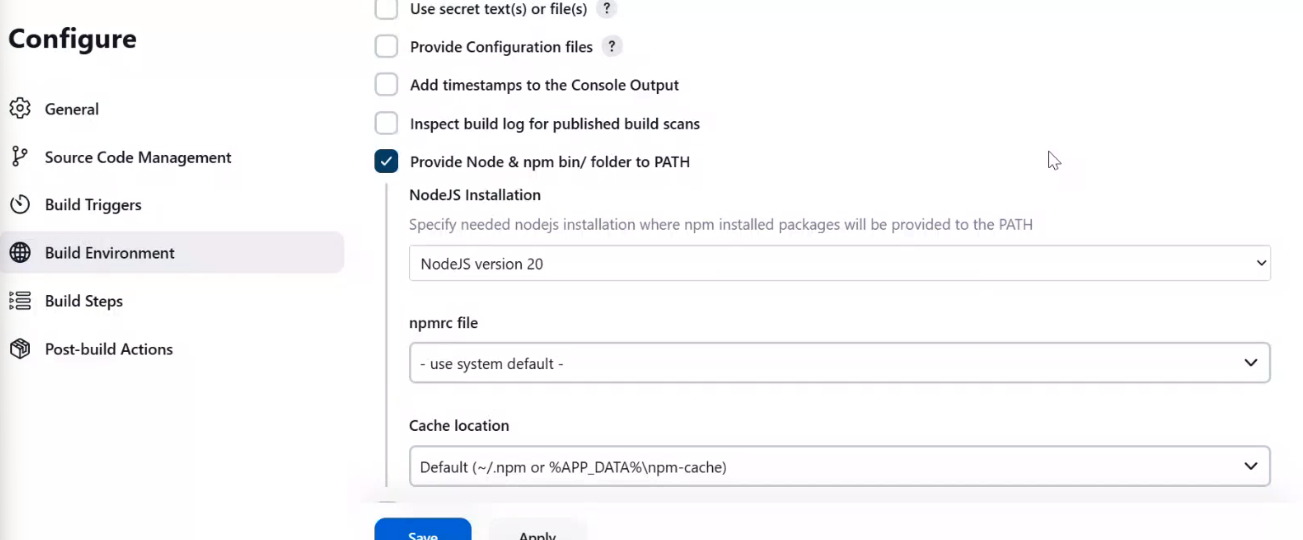 Configure
General
Source Code Management
Build Triggers
Build Environment
Build Steps
Post-build Actions
Use secret text(s) or file(s) ?
Provide Configuration files ?
Add timestamps to the Console Output
Inspect build log for published build scans
Provide Node & npm bin/ folder to PATH
NodeJS Installation
Specify needed nodejs installation where npm installed packages will be provided to the PATH
NodeJS version 20
npmrc file
- use system default -
Cache location
Default (~/.npm or %APP_DATA%\npm-cache)
Save Apply